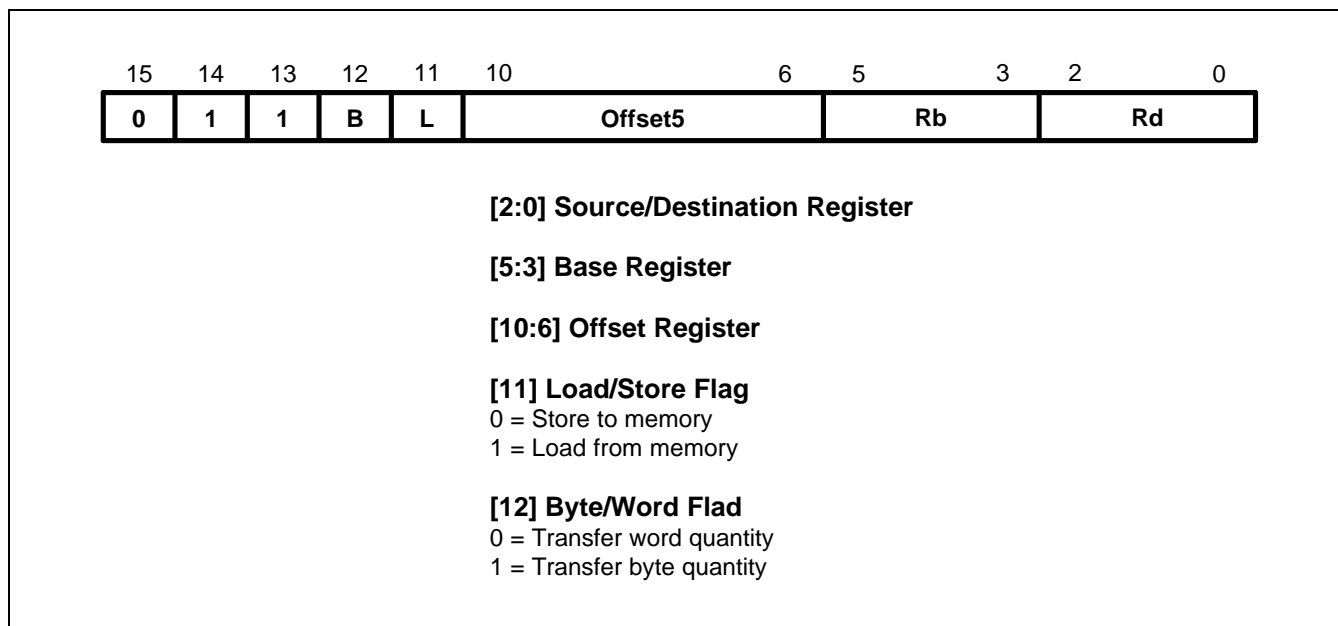 15 14 13 12 11 10 6 5 3 2 0
0 1 1 B L Offset5 Rb Rd
[2:0] Source/Destination Register
[5:3] Base Register
[10:6] Offset Register
[11] Load/Store Flag
0 = Store to memory
1 = Load from memory
[12] Byte/Word Flad
0 = Transfer word quantity
1 = Transfer byte quantity